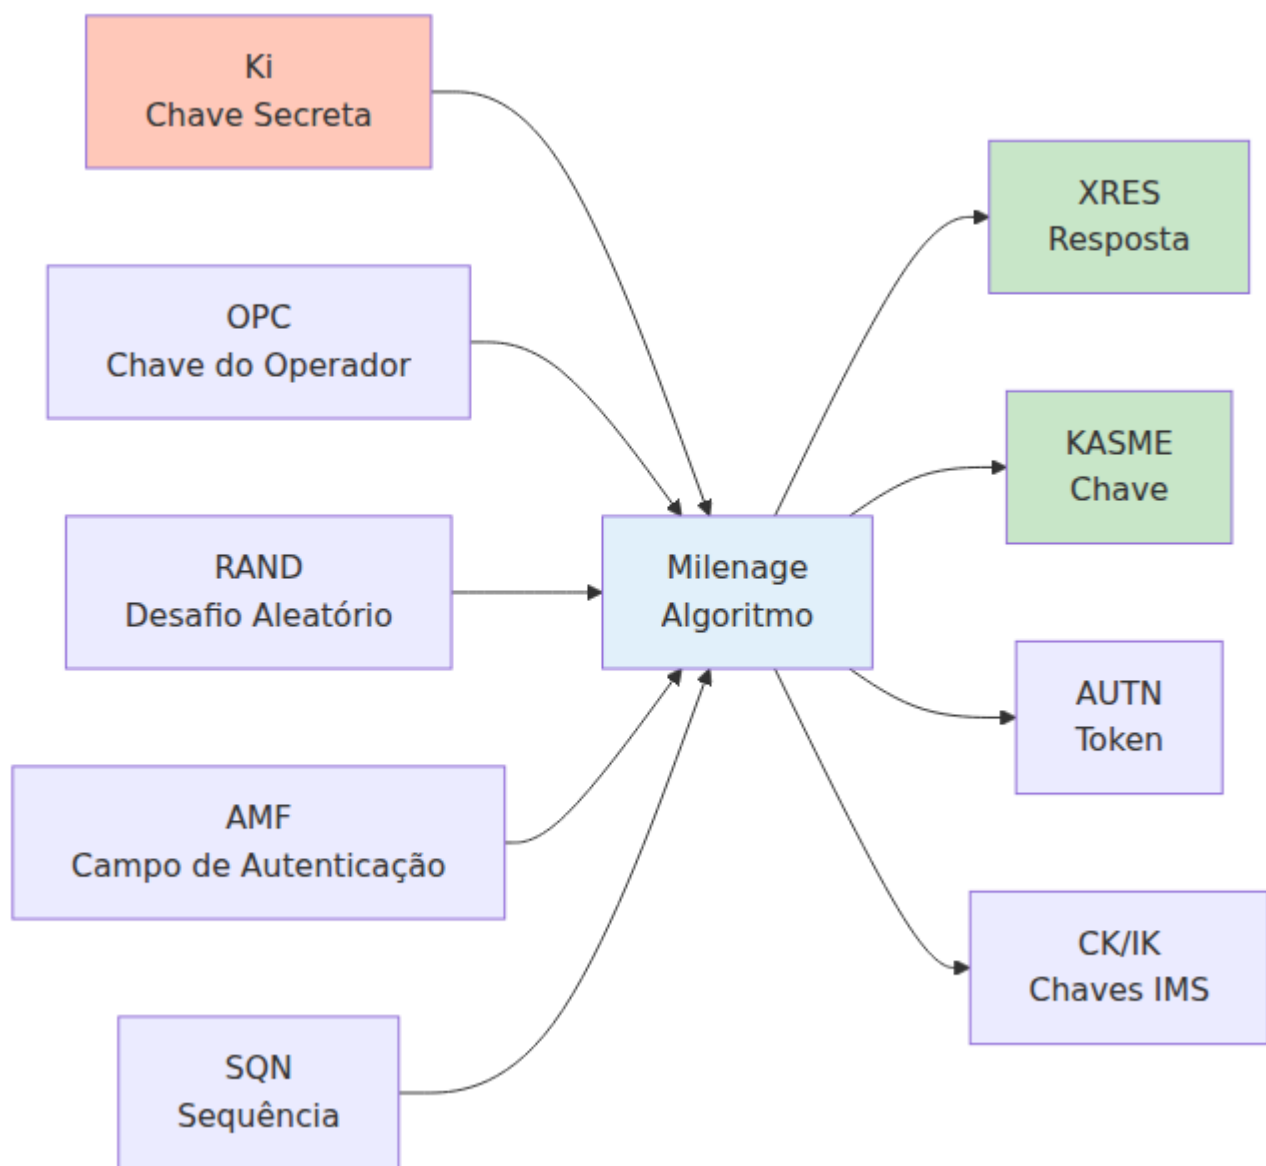 Ki
Chave Secreta
OPC
Chave do Operador
RAND
Desafio Aleatório
AMF
Campo de Autenticação
SQN
Sequência
Milenage
Algoritmo
XRES
Resposta
KASME
Chave
AUTN
Token
CK/IK
Chaves IMS